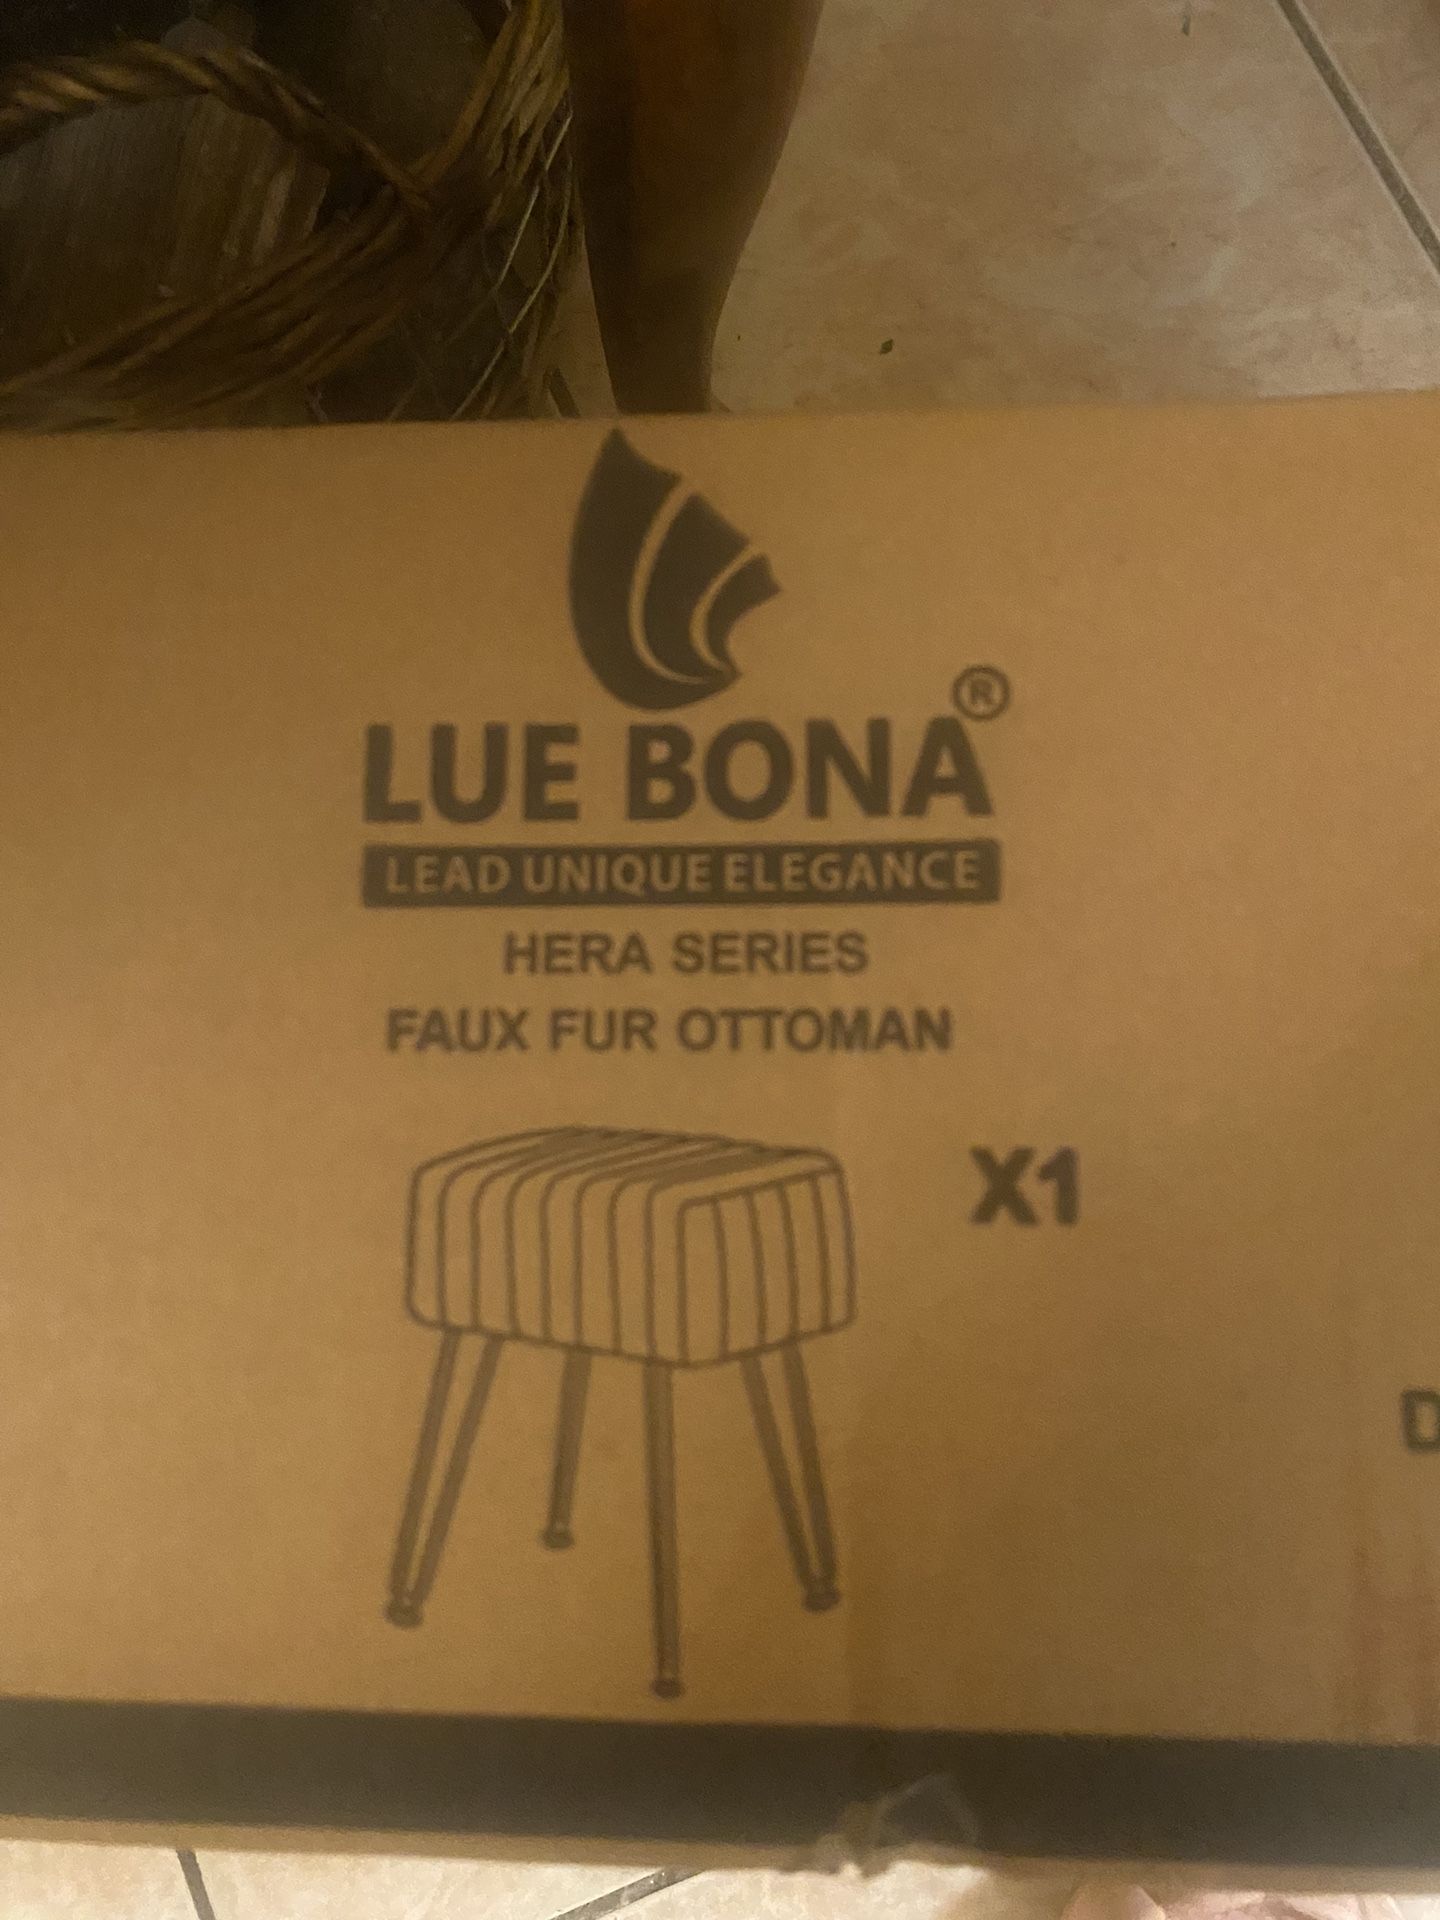 LUE BONA®
LEAD UNIQUE ELEGANCE
HERA SERIES
FAUX FUR OTTOMAN
X1